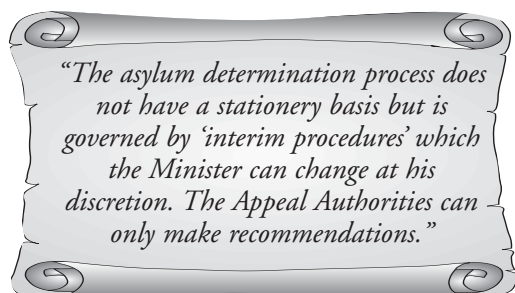 “The asylum determination process does
not have a stationery basis but is
governed by ‘interim procedures’ which
the Minister can change at his
discretion. The Appeal Authorities can
only make recommendations.”